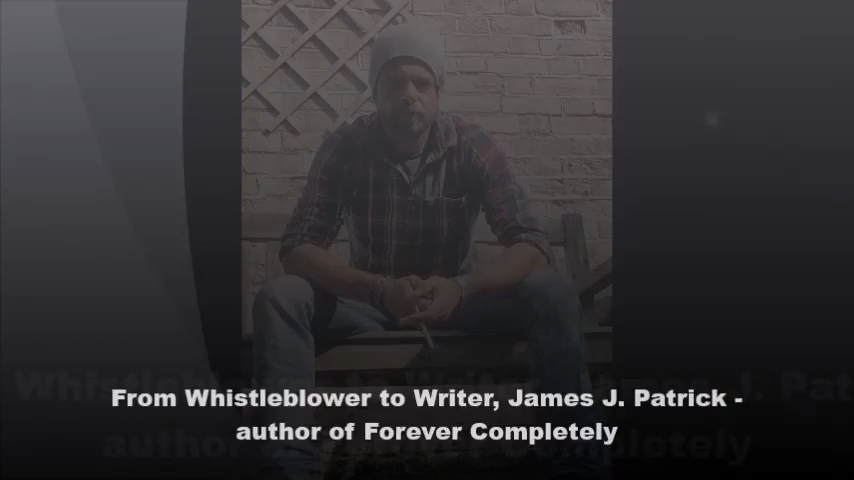 From Whistleblower to Writer, James J. Patrick -
author of Forever Completely